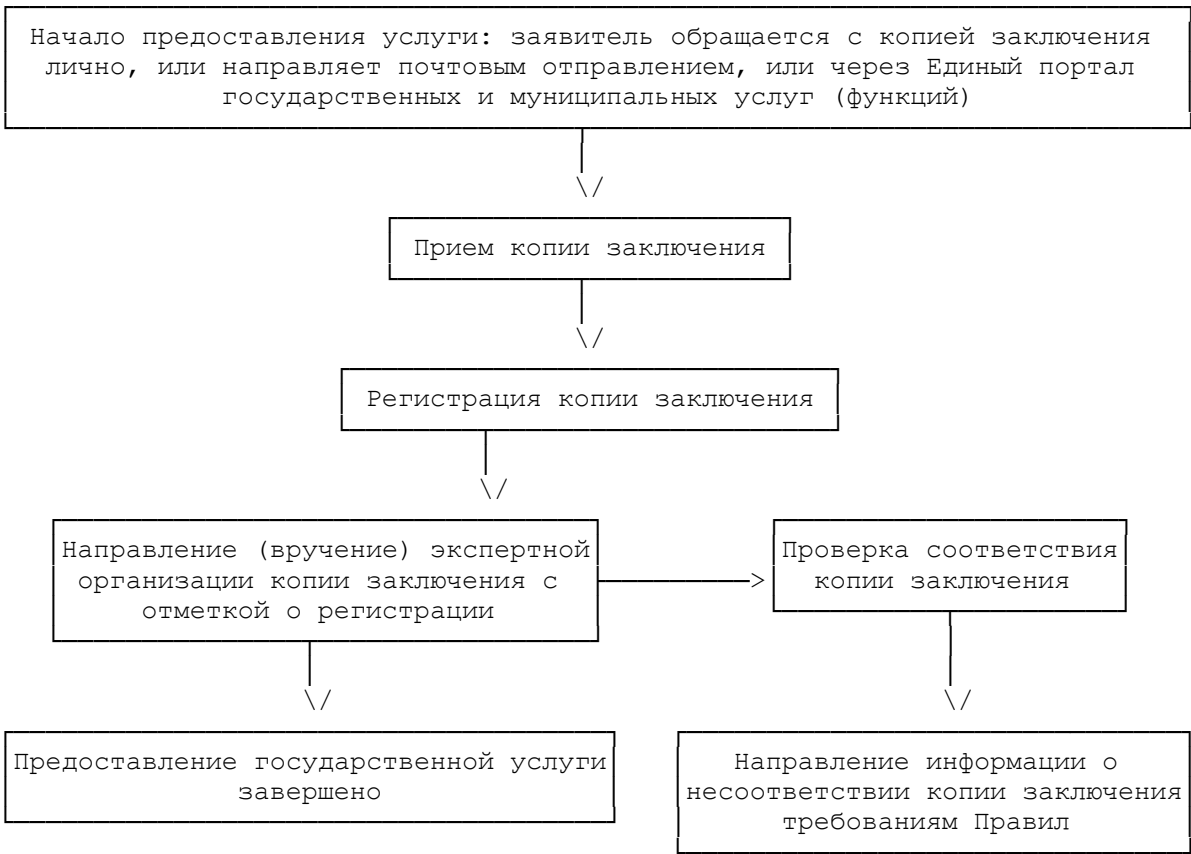 Начало предоставления услуги: заявитель обращается с копией заключения
лично, или направляет почтовым отправлением, или через Единый портал
государственных и муниципальных услуг (функций)
Прием копии заключения
Регистрация копии заключения
Направление (вручение) экспертной
организации копии заключения с
отметкой о регистрации
Проверка соответствия
копии заключения
Предоставление государственной услуги
завершено
Направление информации о
несоответствии копии заключения
требованиям Правил